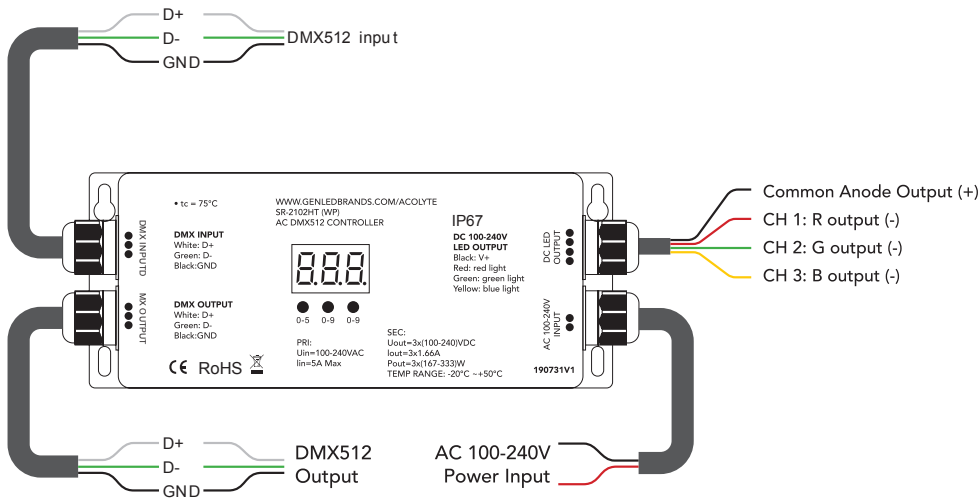 D+
D-
GND
DMX512 input
• tc = 75°C
WWW.GENLEDBRANDS.COM/ACOLYTE
SR-2102HT (WP)
AC DMX512 CONTROLLER
IP67
DMX INPUTD
DMX INPUT
White: D+
Green: D-
Black:GND
8.8.8.
0-5 0-9 0-9
DC 100-240V
LED OUTPUT
Black: V+
Red: red light
Green: green light
Yellow: blue light
DC LED
OUTPUT
Common Anode Output (+)
CH 1: R output (-)
CH 2: G output (-)
CH 3: B output (-)
MX OUTPUT
DMX OUTPUT
White: D+
Green: D-
Black:GND
CE RoHS
PRI:
Uin=100-240VAC
Iin=5A Max
SEC:
Uout=3x(100-240)VDC
Iout=3x1.66A
Pout=3x(167-333)W
TEMP RANGE: -20°C ~+50°C
AC 100-240V
INPUT
190731V1
D+
D-
GND
DMX512
Output
AC 100-240V
Power Input